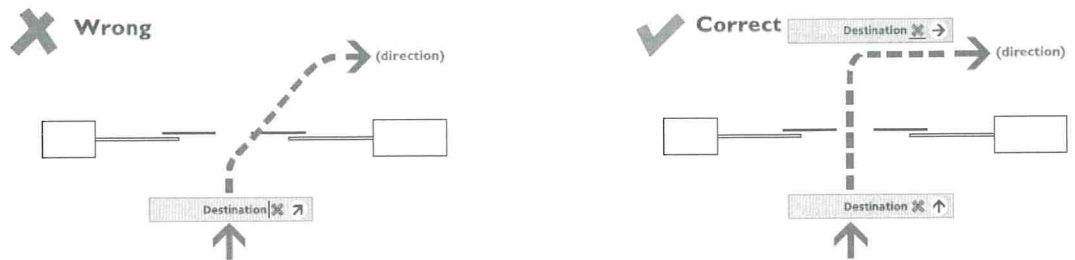 Wrong
(direction)
Destination
Correct
Destination
(direction)
Destination